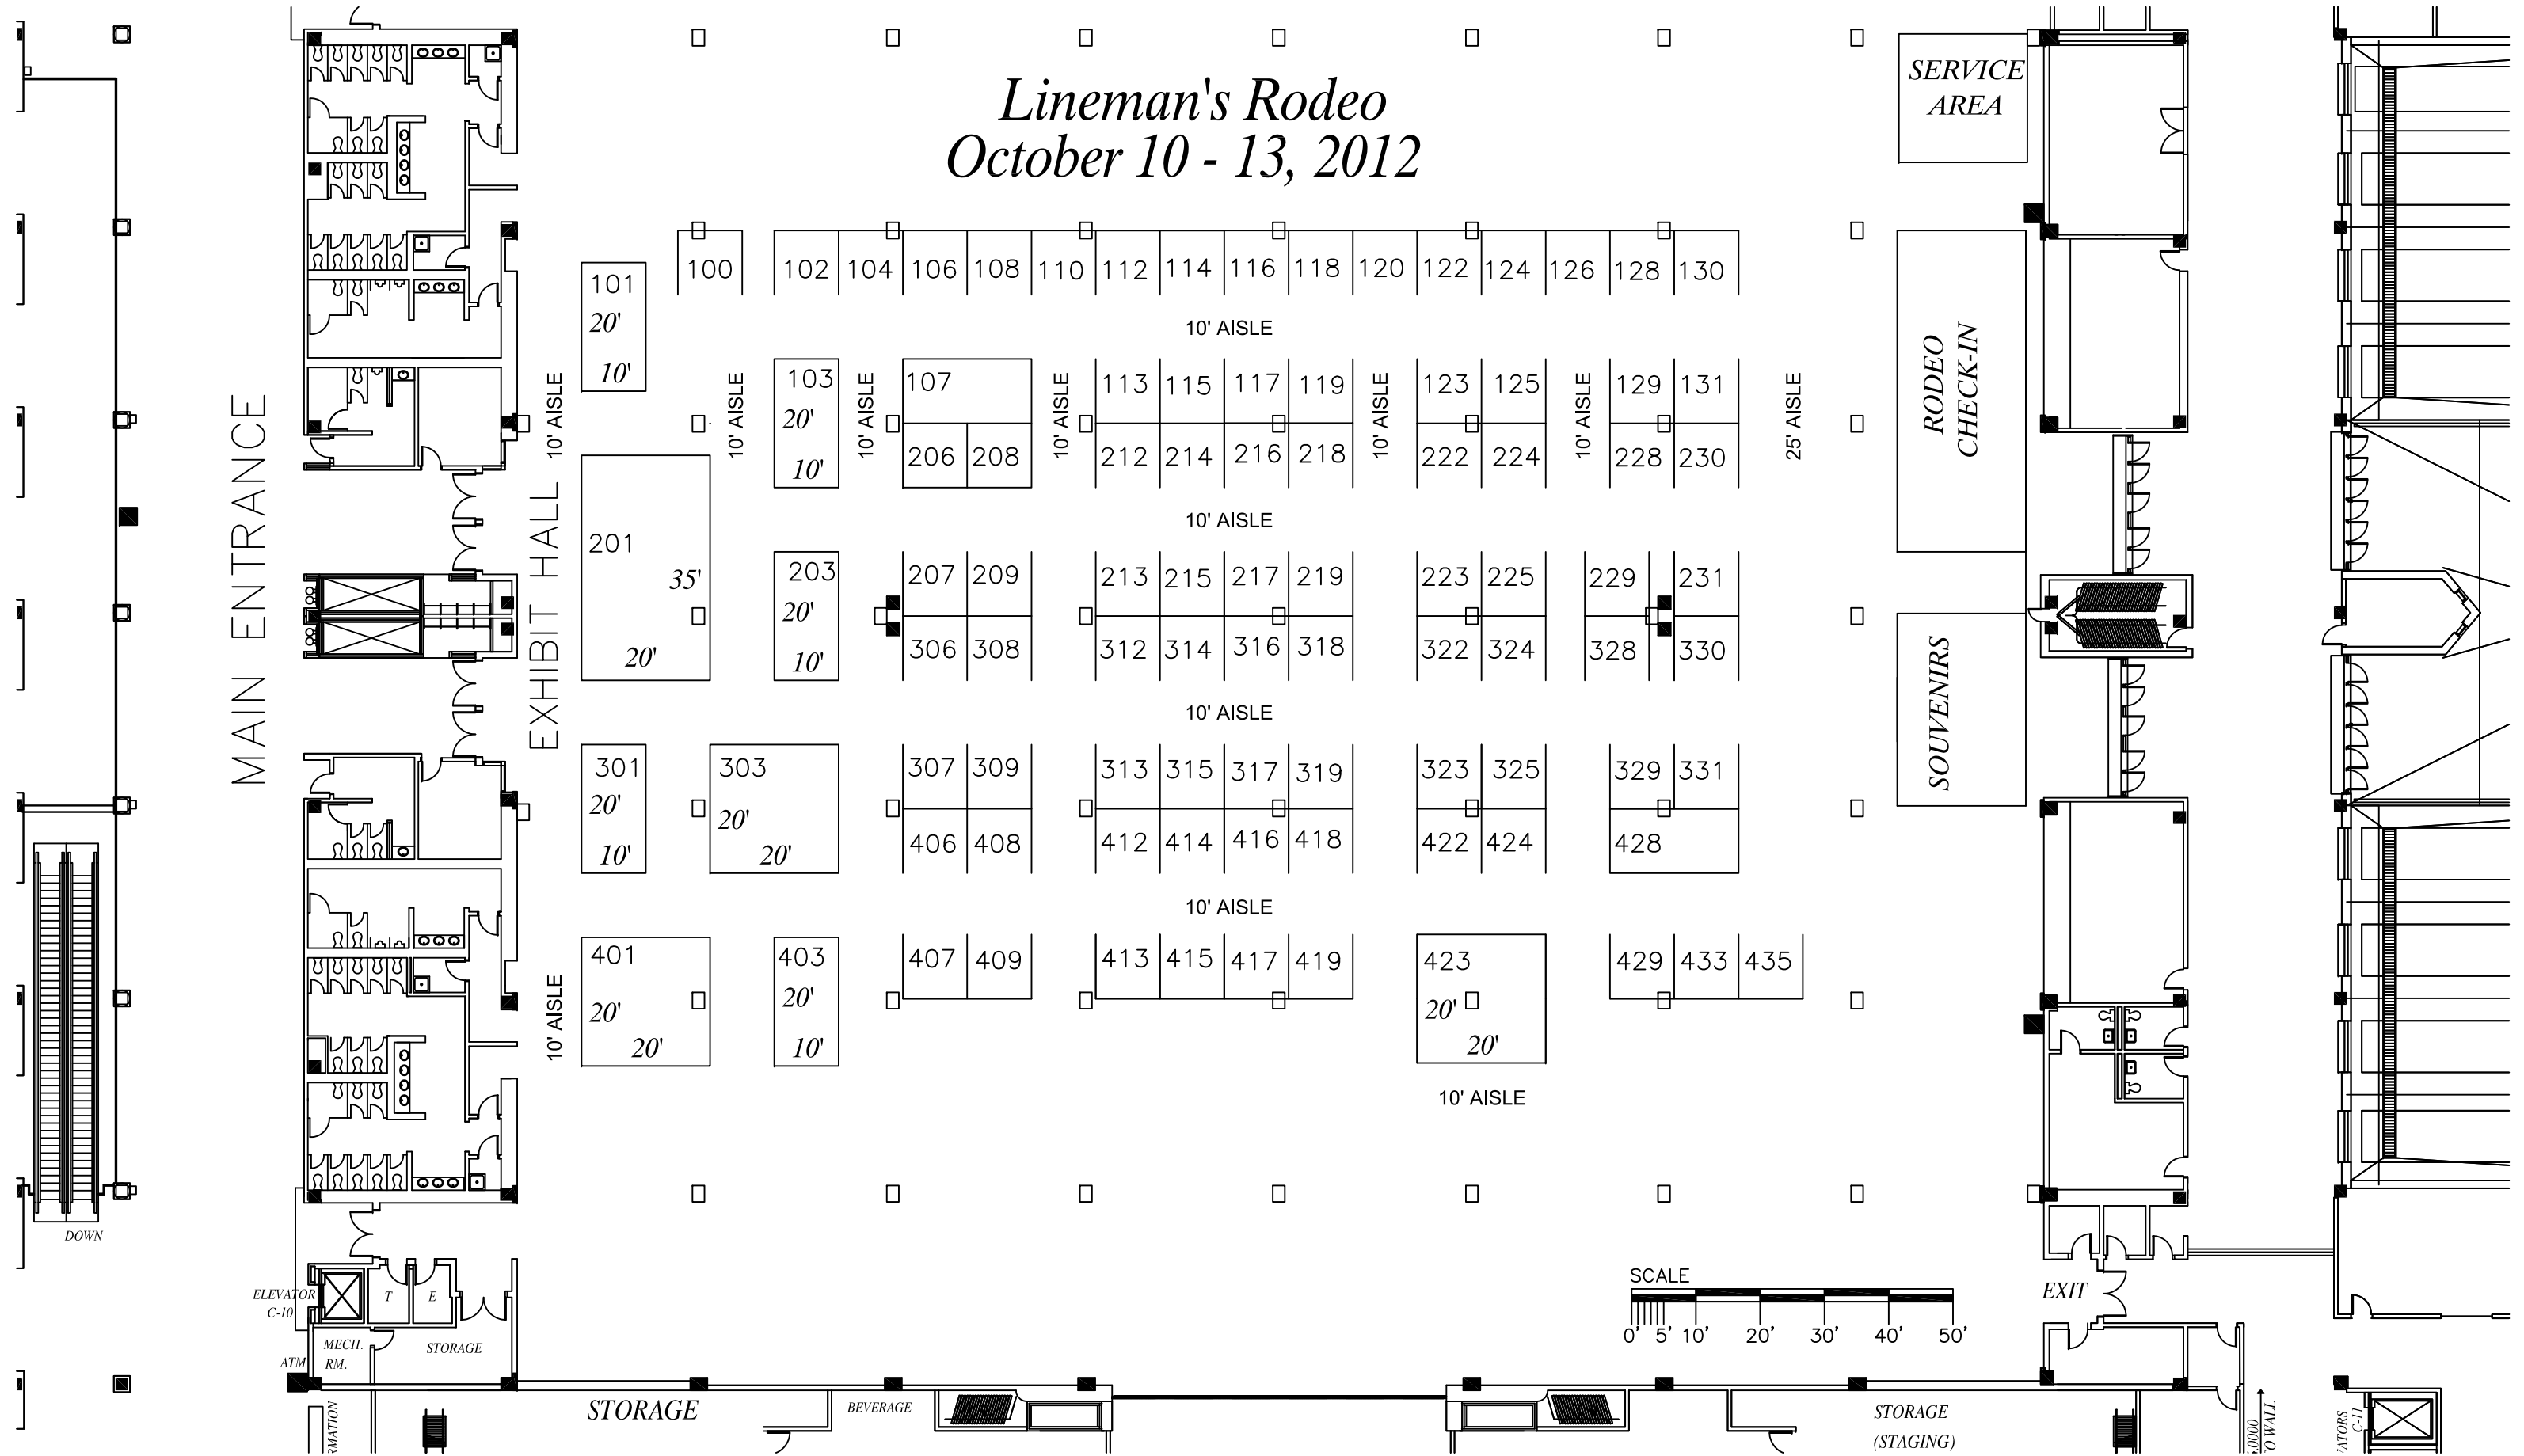 Lineman's Rodeo
October 10 - 13, 2012
SERVICE
AREA
100 102 104 106 108 110 112 114 116 118 120 122 124 126 128 130
101
20'
10'
10' AISLE
103
20'
10'
107
113 115 117 119 123 125 129 131
10' AISLE
10' AISLE
10' AISLE
10' AISLE
10' AISLE
10' AISLE
25' AISLE
206 208 212 214 216 218 222 224 228 230
RODEO
CHECK-IN
MAIN ENTRANCE
EXHIBIT HALL
10' AISLE
201
35'
20'
203
20'
10'
207 209 213 215 217 219 223 225 229 231
306 308 312 314 316 318 322 324 328 330
SOUVENIRS
10' AISLE
301
20'
10'
303
20'
20'
307 309 313 315 317 319 323 325 329 331
406 408 412 414 416 418 422 424 428
10' AISLE
10' AISLE
401
20'
20'
403
20'
10'
407 409 413 415 417 419
423
20'
20'
429 433 435
10' AISLE
DOWN
ELEVATOR
C-10
T
E
MECH.
RM.
STORAGE
ATM
SCALE
0' 5' 10' 20' 30' 40' 50'
EXIT
RMATION
STORAGE
BEVERAGE
STORAGE
(STAGING)
O WALL
VATORS
C-11